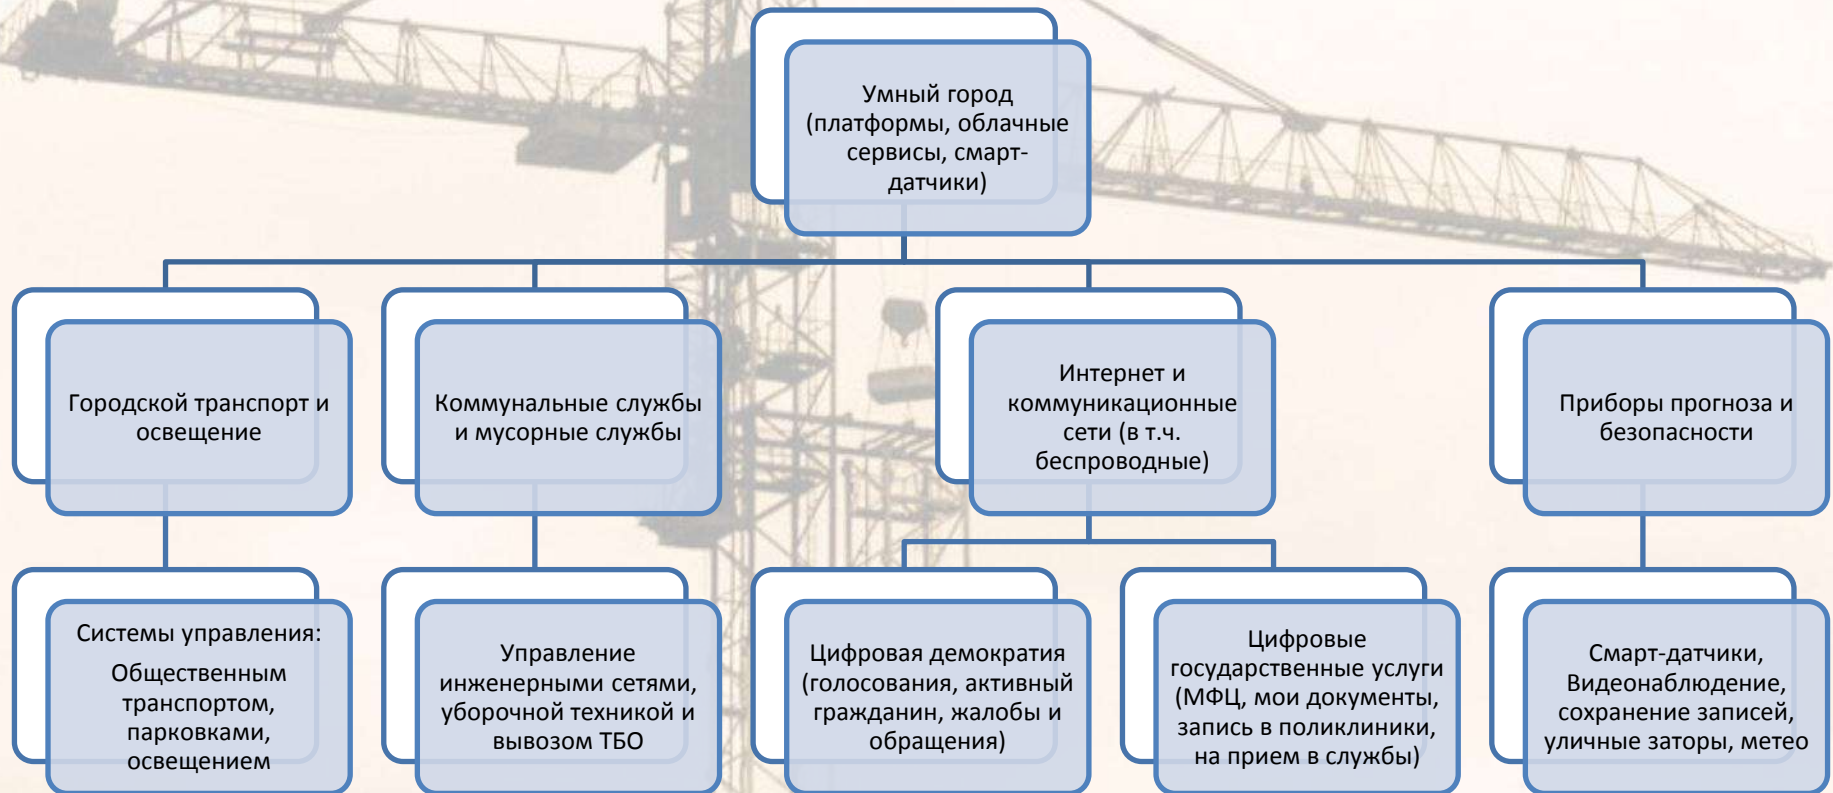 Умный город
(платформы, облачные
сервисы, смарт-
датчики)
Городской транспорт и
освещение
Коммунальные службы
и мусорные службы
Интернет и
коммуникационные
сети (в т.ч.
беспроводные)
Приборы прогноза и
безопасности
Системы управления:
Общественным
транспортом,
парковками,
освещением
Управление
инженерными сетями,
уборочной техникой и
вывозом ТБО
Цифровая демократия
(голосования, активный
гражданин, жалобы и
обращения)
Цифровые
государственные услуги
(МФЦ, мои документы,
запись в поликлиники,
на прием в службы)
Смарт-датчики,
Видеонаблюдение,
сохранение записей,
уличные заторы, метео